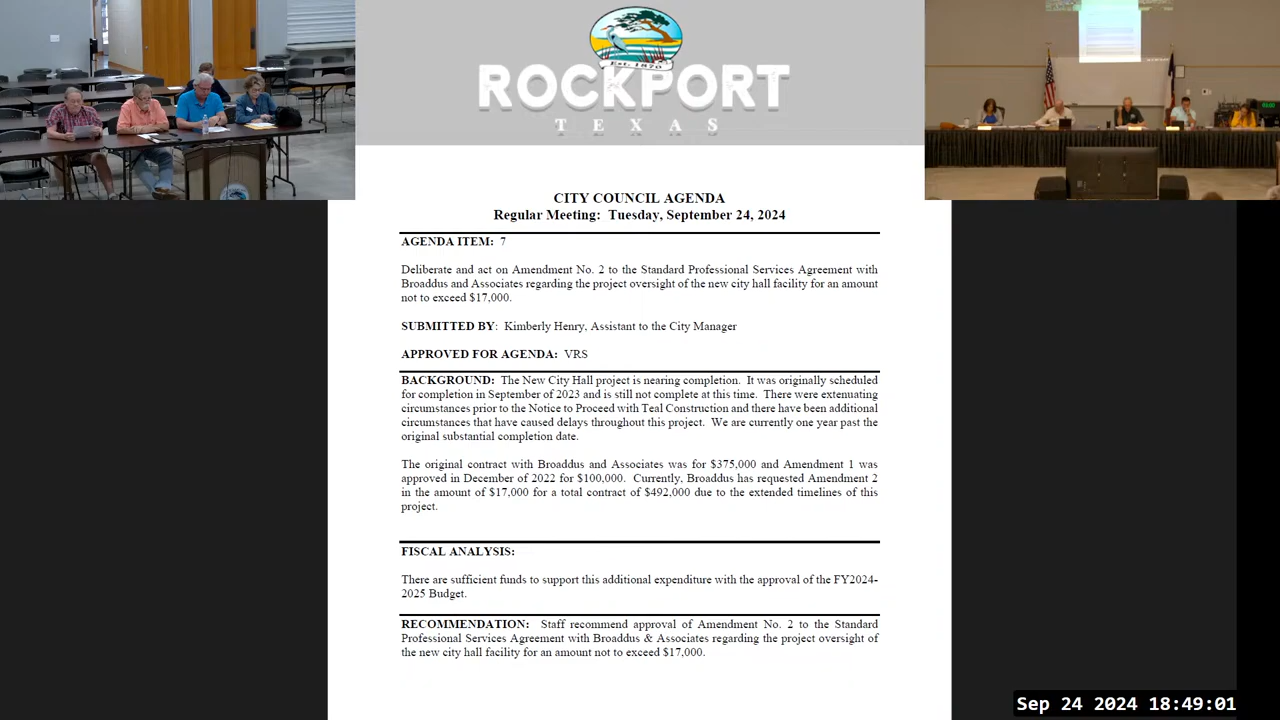 Est. 1870
ROCKPORT
TEXAS
CITY COUNCIL AGENDA
Regular Meeting: Tuesday, September 24, 2024
AGENDA ITEM: 7
Deliberate and act on Amendment No. 2 to the Standard Professional Services Agreement with
Broaddus and Associates regarding the project oversight of the new city hall facility for an amount
not to exceed $17,000.
SUBMITTED BY: Kimberly Henry, Assistant to the City Manager
APPROVED FOR AGENDA: VRS
BACKGROUND: The New City Hall project is nearing completion. It was originally scheduled
for completion in September of 2023 and is still not complete at this time. There were extenuating
circumstances prior to the Notice to Proceed with Teal Construction and there have been additional
circumstances that have caused delays throughout this project. We are currently one year past the
original substantial completion date.
The original contract with Broaddus and Associates was for $375,000 and Amendment 1 was
approved in December of 2022 for $100,000. Currently, Broaddus has requested Amendment 2
in the amount of $17,000 for a total contract of $492,000 due to the extended timelines of this
project.
FISCAL ANALYSIS:
There are sufficient funds to support this additional expenditure with the approval of the FY2024-
2025 Budget.
RECOMMENDATION: Staff recommend approval of Amendment No. 2 to the Standard
Professional Services Agreement with Broaddus & Associates regarding the project oversight of
the new city hall facility for an amount not to exceed $17,000.
Sep 24 2024 18:49:01